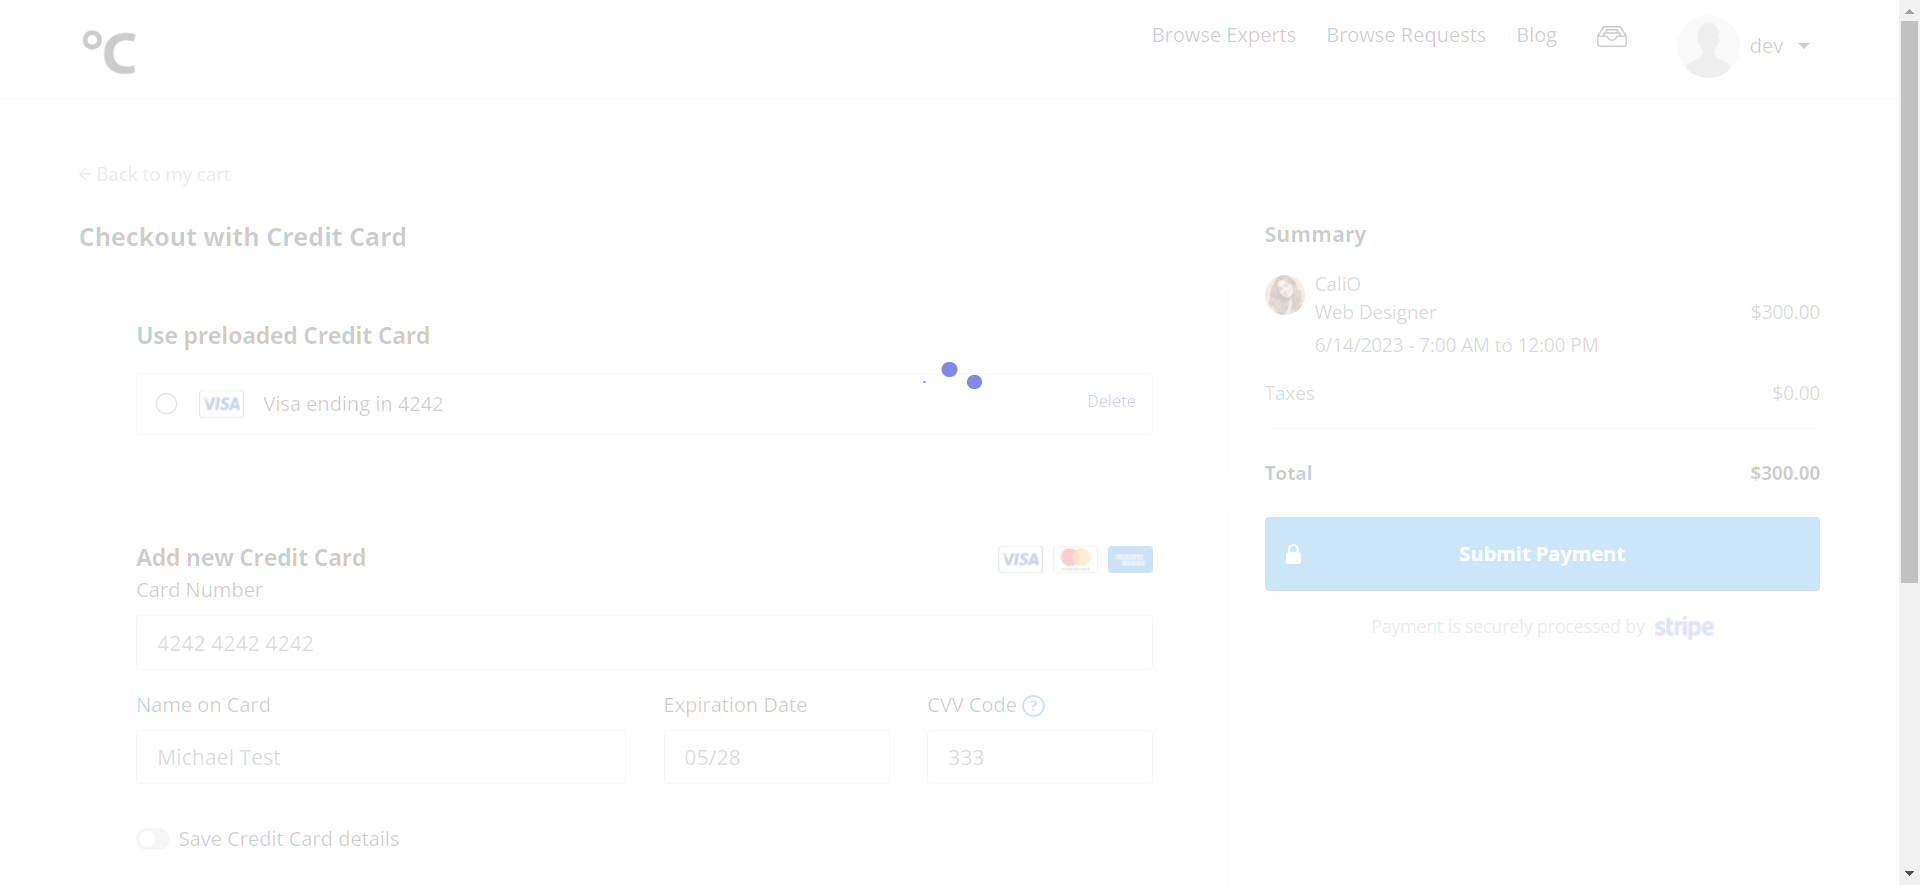 °C
Browse Experts
Browse Requests
Blog
dev
← Back to my cart
Checkout with Credit Card
Use preloaded Credit Card
VISA
Visa ending in 4242
Delete
Add new Credit Card
VISA
Card Number
4242 4242 4242
Name on Card
Expiration Date
CVV Code ?
Michael Test
05/28
333
Save Credit Card details
Summary
CaliO
Web Designer
$300.00
6/14/2023 - 7:00 AM to 12:00 PM
Taxes
$0.00
Total
$300.00
Submit Payment
Payment is securely processed by stripe